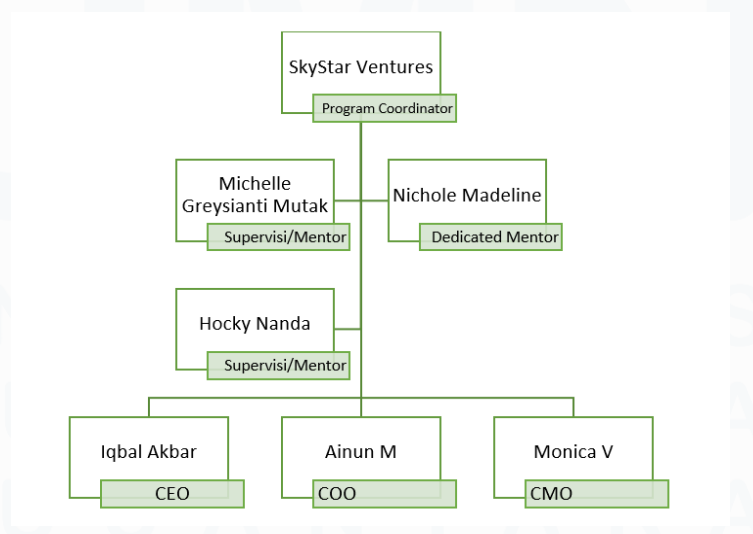 SkyStar Ventures
Program Coordinator
Michelle
Greysianti Mutak
Supervisi/Mentor
Nichole Madeline
Dedicated Mentor
Hocky Nanda
Supervisi/Mentor
Iqbal Akbar
CEO
Ainun M
COO
Monica V
CMO